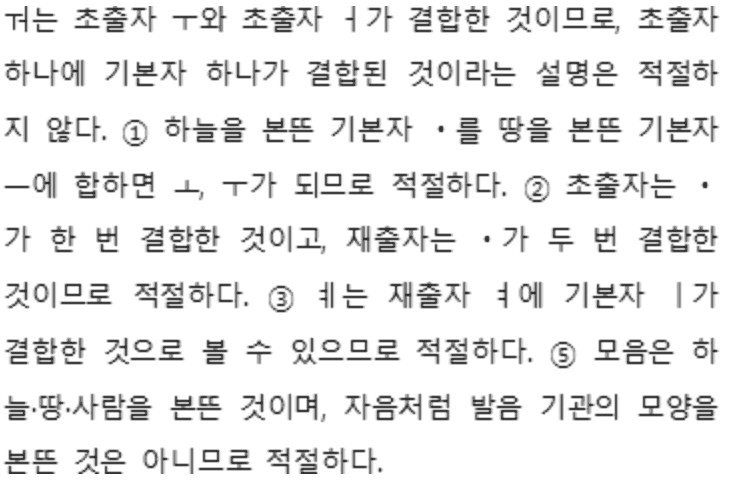 ㅝ는 초출자 ㅜ와 초출자 ㅓ가 결합한 것이므로, 초출자
하나에 기본자 하나가 결합된 것이라는 설명은 적절하
지 않다. ① 하늘을 본뜬 기본자 ㆍ를 땅을 본뜬 기본자
ㅡ에 합하면 ㅗ, ㅜ가 되므로 적절하다. ② 초출자는 ㆍ
가 한 번 결합한 것이고, 재출자는 ㆍ가 두 번 결합한
것이므로 적절하다. ③ ㅖ는 재출자 ㅕ에 기본자 ㅣ가
결합한 것으로 볼 수 있으므로 적절하다. ⑤ 모음은 하
늘·땅·사람을 본뜬 것이며, 자음처럼 발음 기관의 모양을
본뜬 것은 아니므로 적절하다.